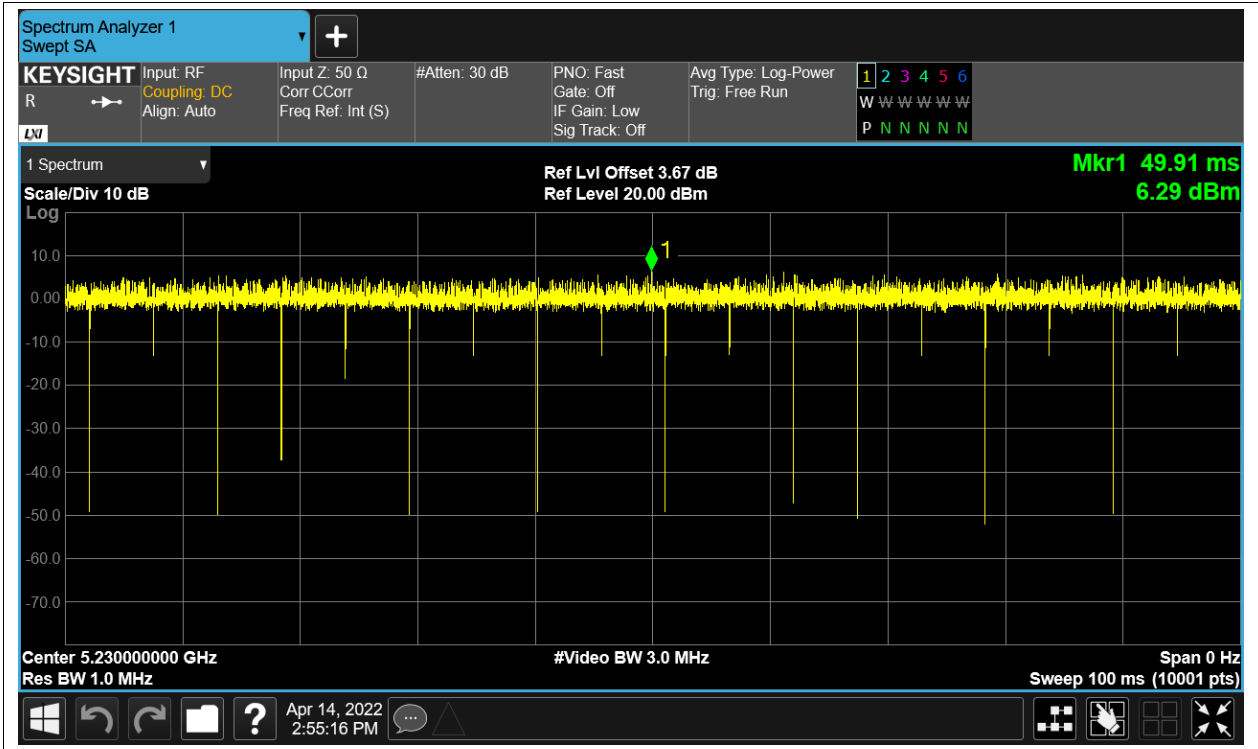 Spectrum Analyzer 1
Swept SA
KEYSIGHT
R
LXI
Input: RF
Coupling: DC
Align: Auto
Input Z: 50 Ω
Corr CCorr
Freq Ref: Int (S)
#Atten: 30 dB
PNO: Fast
Gate: Off
IF Gain: Low
Sig Track: Off
Avg Type: Log-Power
Trig: Free Run
1 2 3 4 5 6
W W W W W W
P N N N N N
1 Spectrum
Scale/Div 10 dB
Log
Ref Lvl Offset 3.67 dB
Ref Level 20.00 dBm
Mkr1 49.91 ms
6.29 dBm
1
10.0
0.00
-10.0
-20.0
-30.0
-40.0
-50.0
-60.0
-70.0
Center 5.230000000 GHz
Res BW 1.0 MHz
#Video BW 3.0 MHz
Span 0 Hz
Sweep 100 ms (10001 pts)
?
Apr 14, 2022
2:55:16 PM